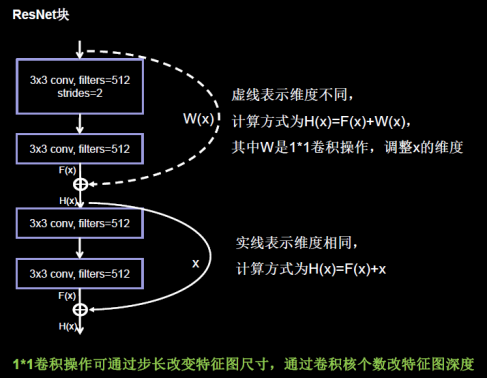 ResNet块
3x3 conv, filters=512
strides=2
W(x)
虚线表示维度不同，
计算方式为H(x)=F(x)+W(x)，
其中W是1*1卷积操作，调整x的维度
3x3 conv, filters=512
F(x)
H(x)
3x3 conv, filters=512
实线表示维度相同，
计算方式为H(x)=F(x)+x
x
3x3 conv, filters=512
F(x)
H(x)
1*1卷积操作可通过步长改变特征图尺寸，通过卷积核个数改特征图深度